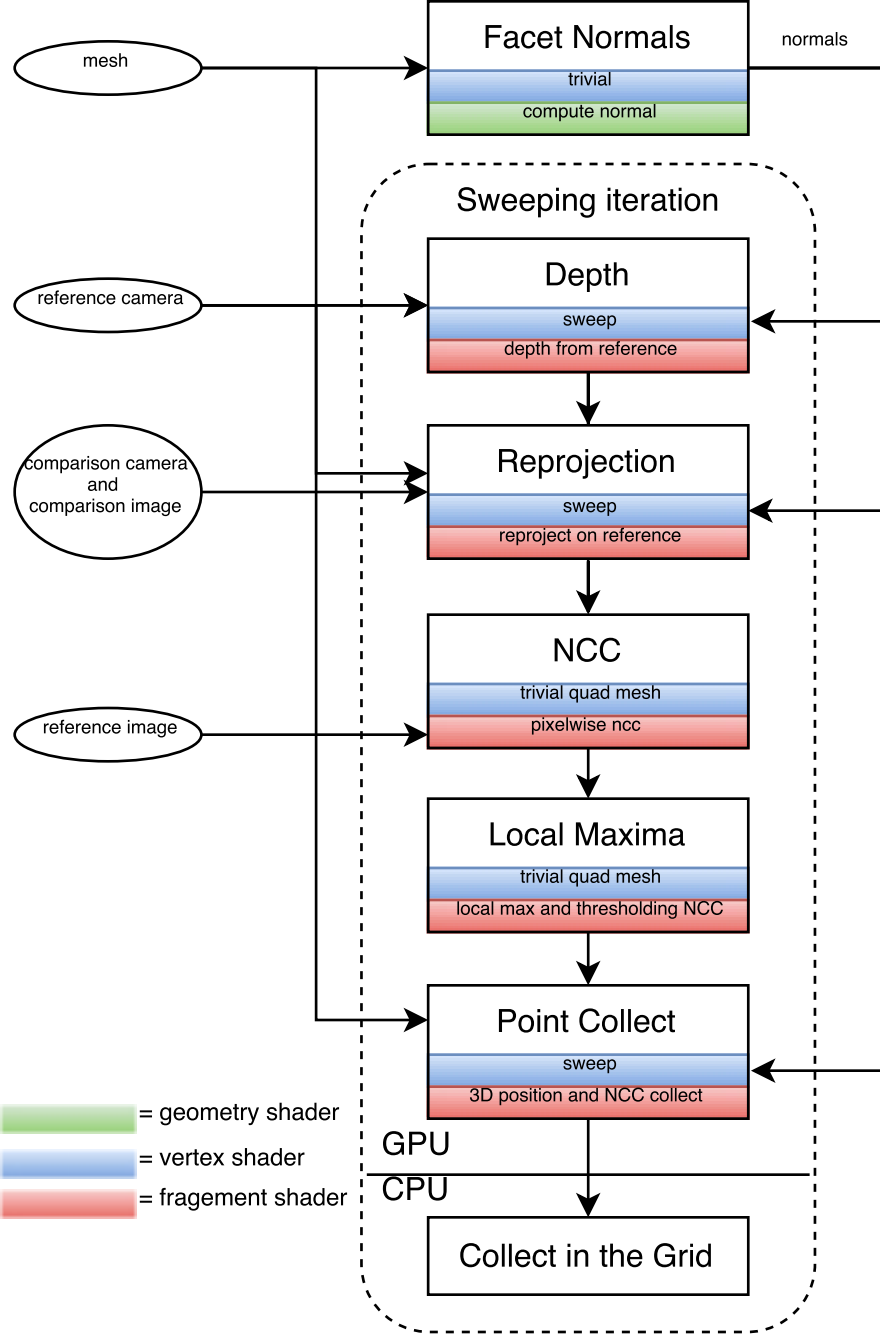 Facet Normals
normals
mesh
trivial
compute normal
Sweeping iteration
Depth
reference camera
sweep
depth from reference
Reprojection
comparison camera
and
comparison image
sweep
reproject on reference
NCC
trivial quad mesh
pixelwise ncc
reference image
Local Maxima
trivial quad mesh
local max and thresholding NCC
Point Collect
sweep
3D position and NCC collect
= geometry shader
= vertex shader
= fragement shader
GPU
CPU
Collect in the Grid